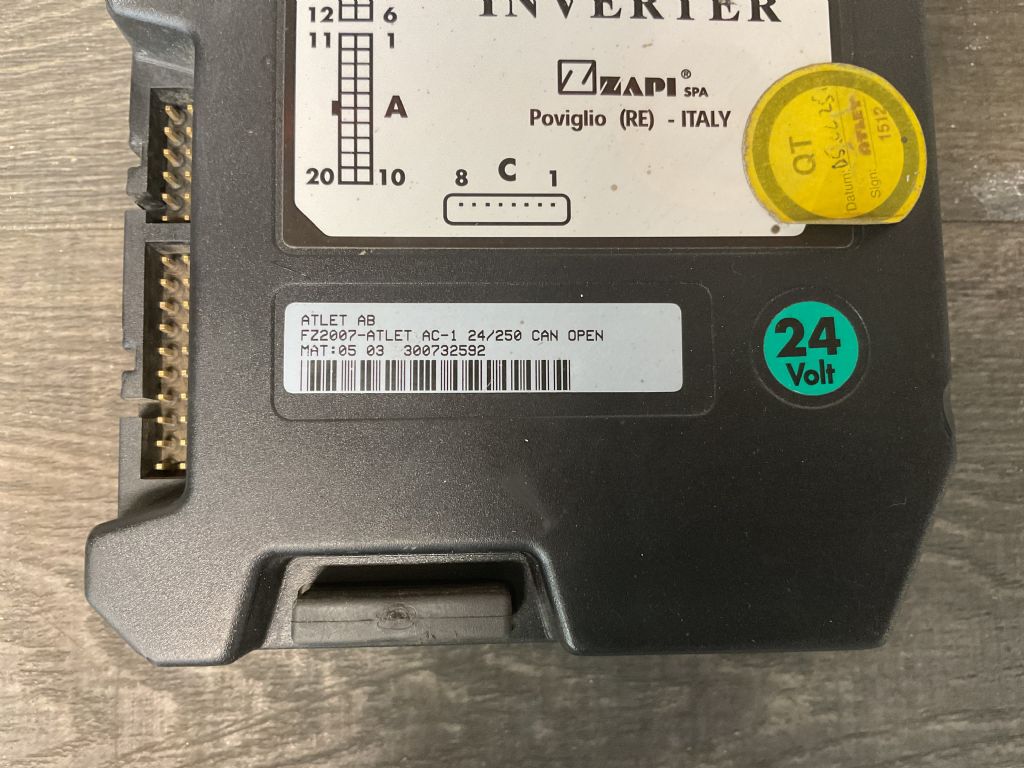 INVERTER
12 6
11 1
ZAPI® SPA
A
Poviglio (RE) - ITALY
20 10
8 C 1
QT
Datum:
ATLET
Sign: 1512
ATLET AB
FZ2007-ATLET AC-1 24/250 CAN OPEN
MAT:05 03 300732592
24
Volt